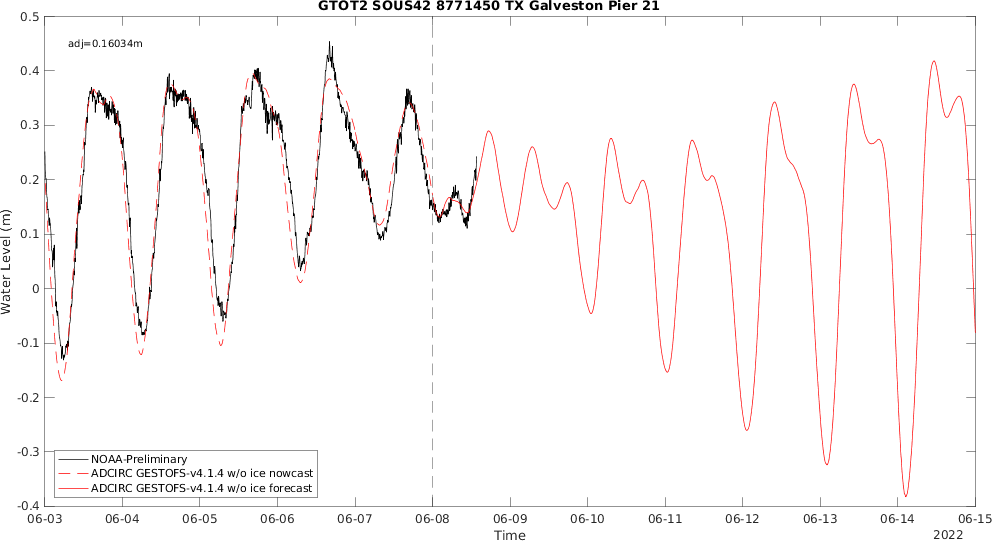 GTOT2 SOUS42 8771450 TX Galveston Pier 21
adj=0.16034m
0.5
0.4
0.3
0.2
0.1
0
-0.1
-0.2
-0.3
-0.4
Water Level (m)
NOAA-Preliminary
ADCIRC GESTOFS-v4.1.4 w/o ice nowcast
ADCIRC GESTOFS-v4.1.4 w/o ice forecast
06-03 06-04 06-05 06-06 06-07 06-08 06-09 06-10 06-11 06-12 06-13 06-14 06-15
Time
2022